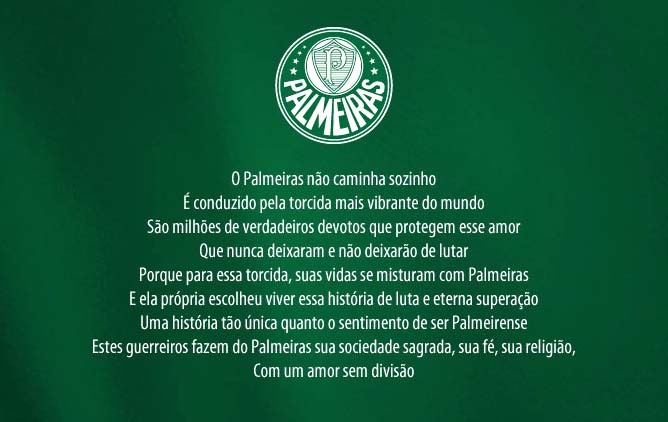 P
PALMEIRAS
O Palmeiras não caminha sozinho
É conduzido pela torcida mais vibrante do mundo
São milhões de verdadeiros devotos que protegem esse amor
Que nunca deixaram e não deixarão de lutar
Porque para essa torcida, suas vidas se misturam com Palmeiras
E ela própria escolheu viver essa história de luta e eterna superação
Uma história tão única quanto o sentimento de ser Palmeirense
Estes guerreiros fazem do Palmeiras sua sociedade sagrada, sua fé, sua religião,
Com um amor sem divisão